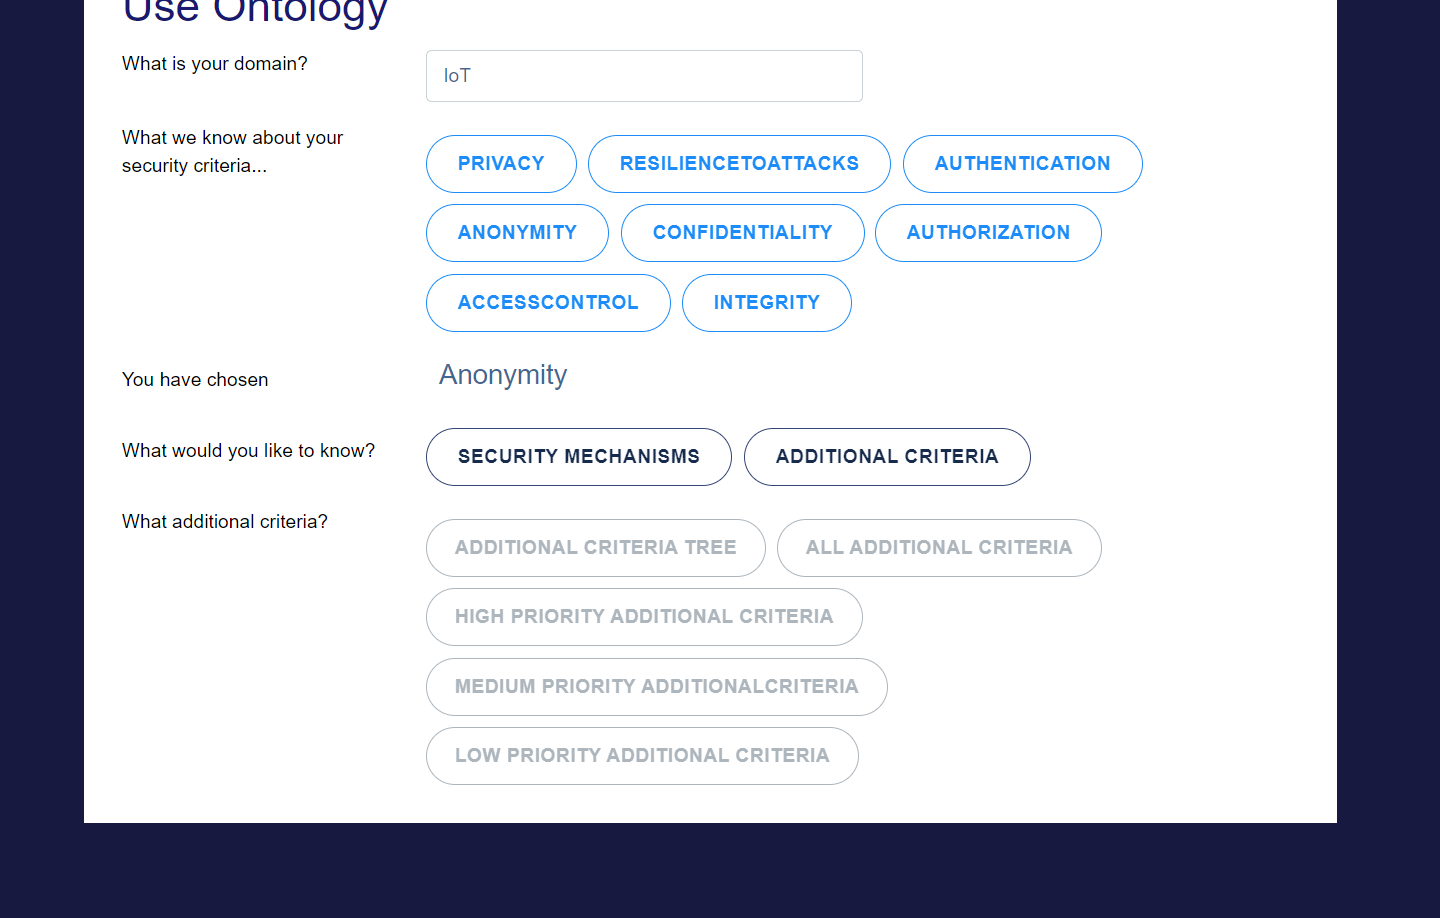 Use Ontology
What is your domain?
IoT
What we know about your
security criteria...
PRIVACY
RESILIENCETOATTACKS
AUTHENTICATION
ANONYMITY
CONFIDENTIALITY
AUTHORIZATION
ACCESSCONTROL
INTEGRITY
You have chosen
Anonymity
What would you like to know?
SECURITY MECHANISMS
ADDITIONAL CRITERIA
What additional criteria?
ADDITIONAL CRITERIA TREE
ALL ADDITIONAL CRITERIA
HIGH PRIORITY ADDITIONAL CRITERIA
MEDIUM PRIORITY ADDITIONALCRITERIA
LOW PRIORITY ADDITIONAL CRITERIA